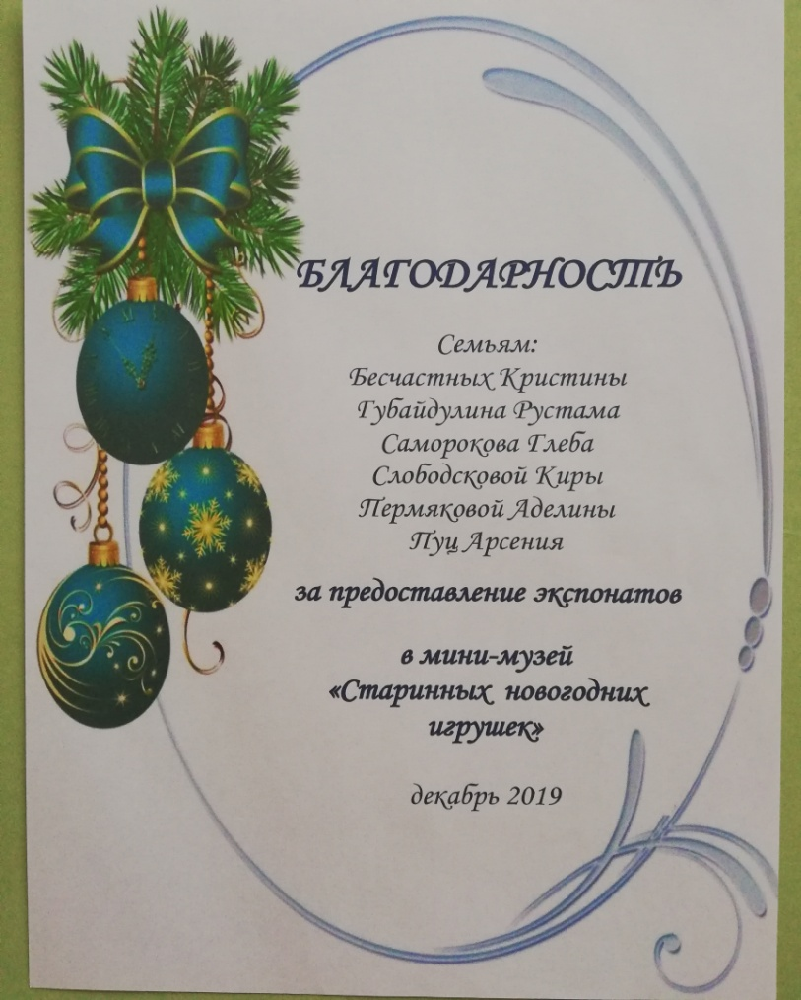 БЛАГОДАРНОСТЬ
Семьям:
Бесчастных Кристины
Губайдулина Рустама
Саморокова Глеба
Слободсковой Киры
Пермяковой Аделины
Пуц Арсения
за предоставление экспонатов
в мини-музей
«Старинных новогодних
игрушек»
декабрь 2019